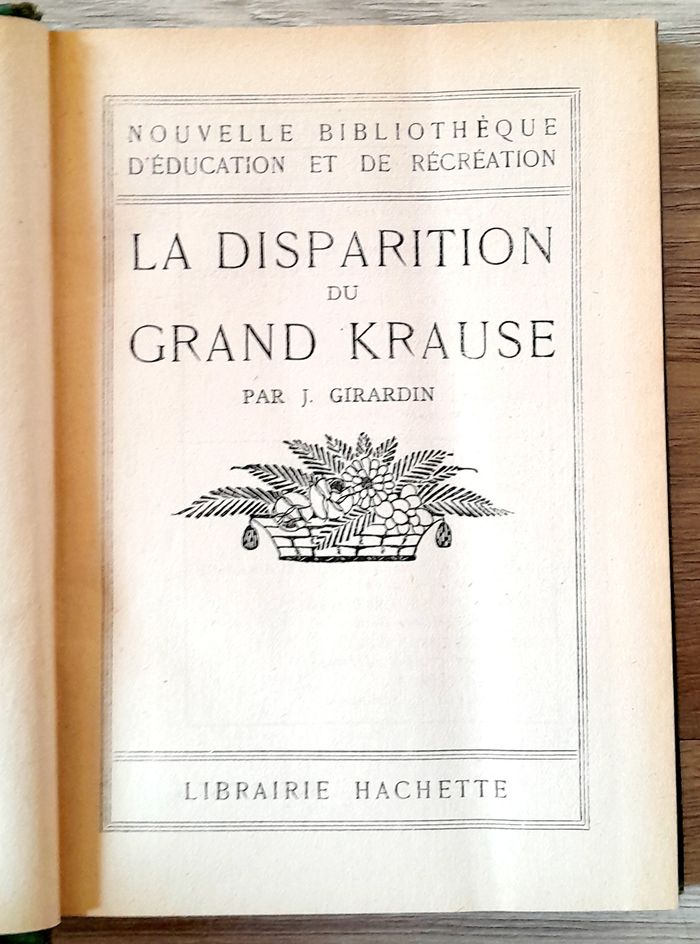 NOUVELLE BIBLIOTHÈQUE
D'ÉDUCATION ET DE RÉCRÉATION
LA DISPARITION
DU
GRAND KRAUSE
PAR J. GIRARDIN
LIBRAIRIE HACHETTE